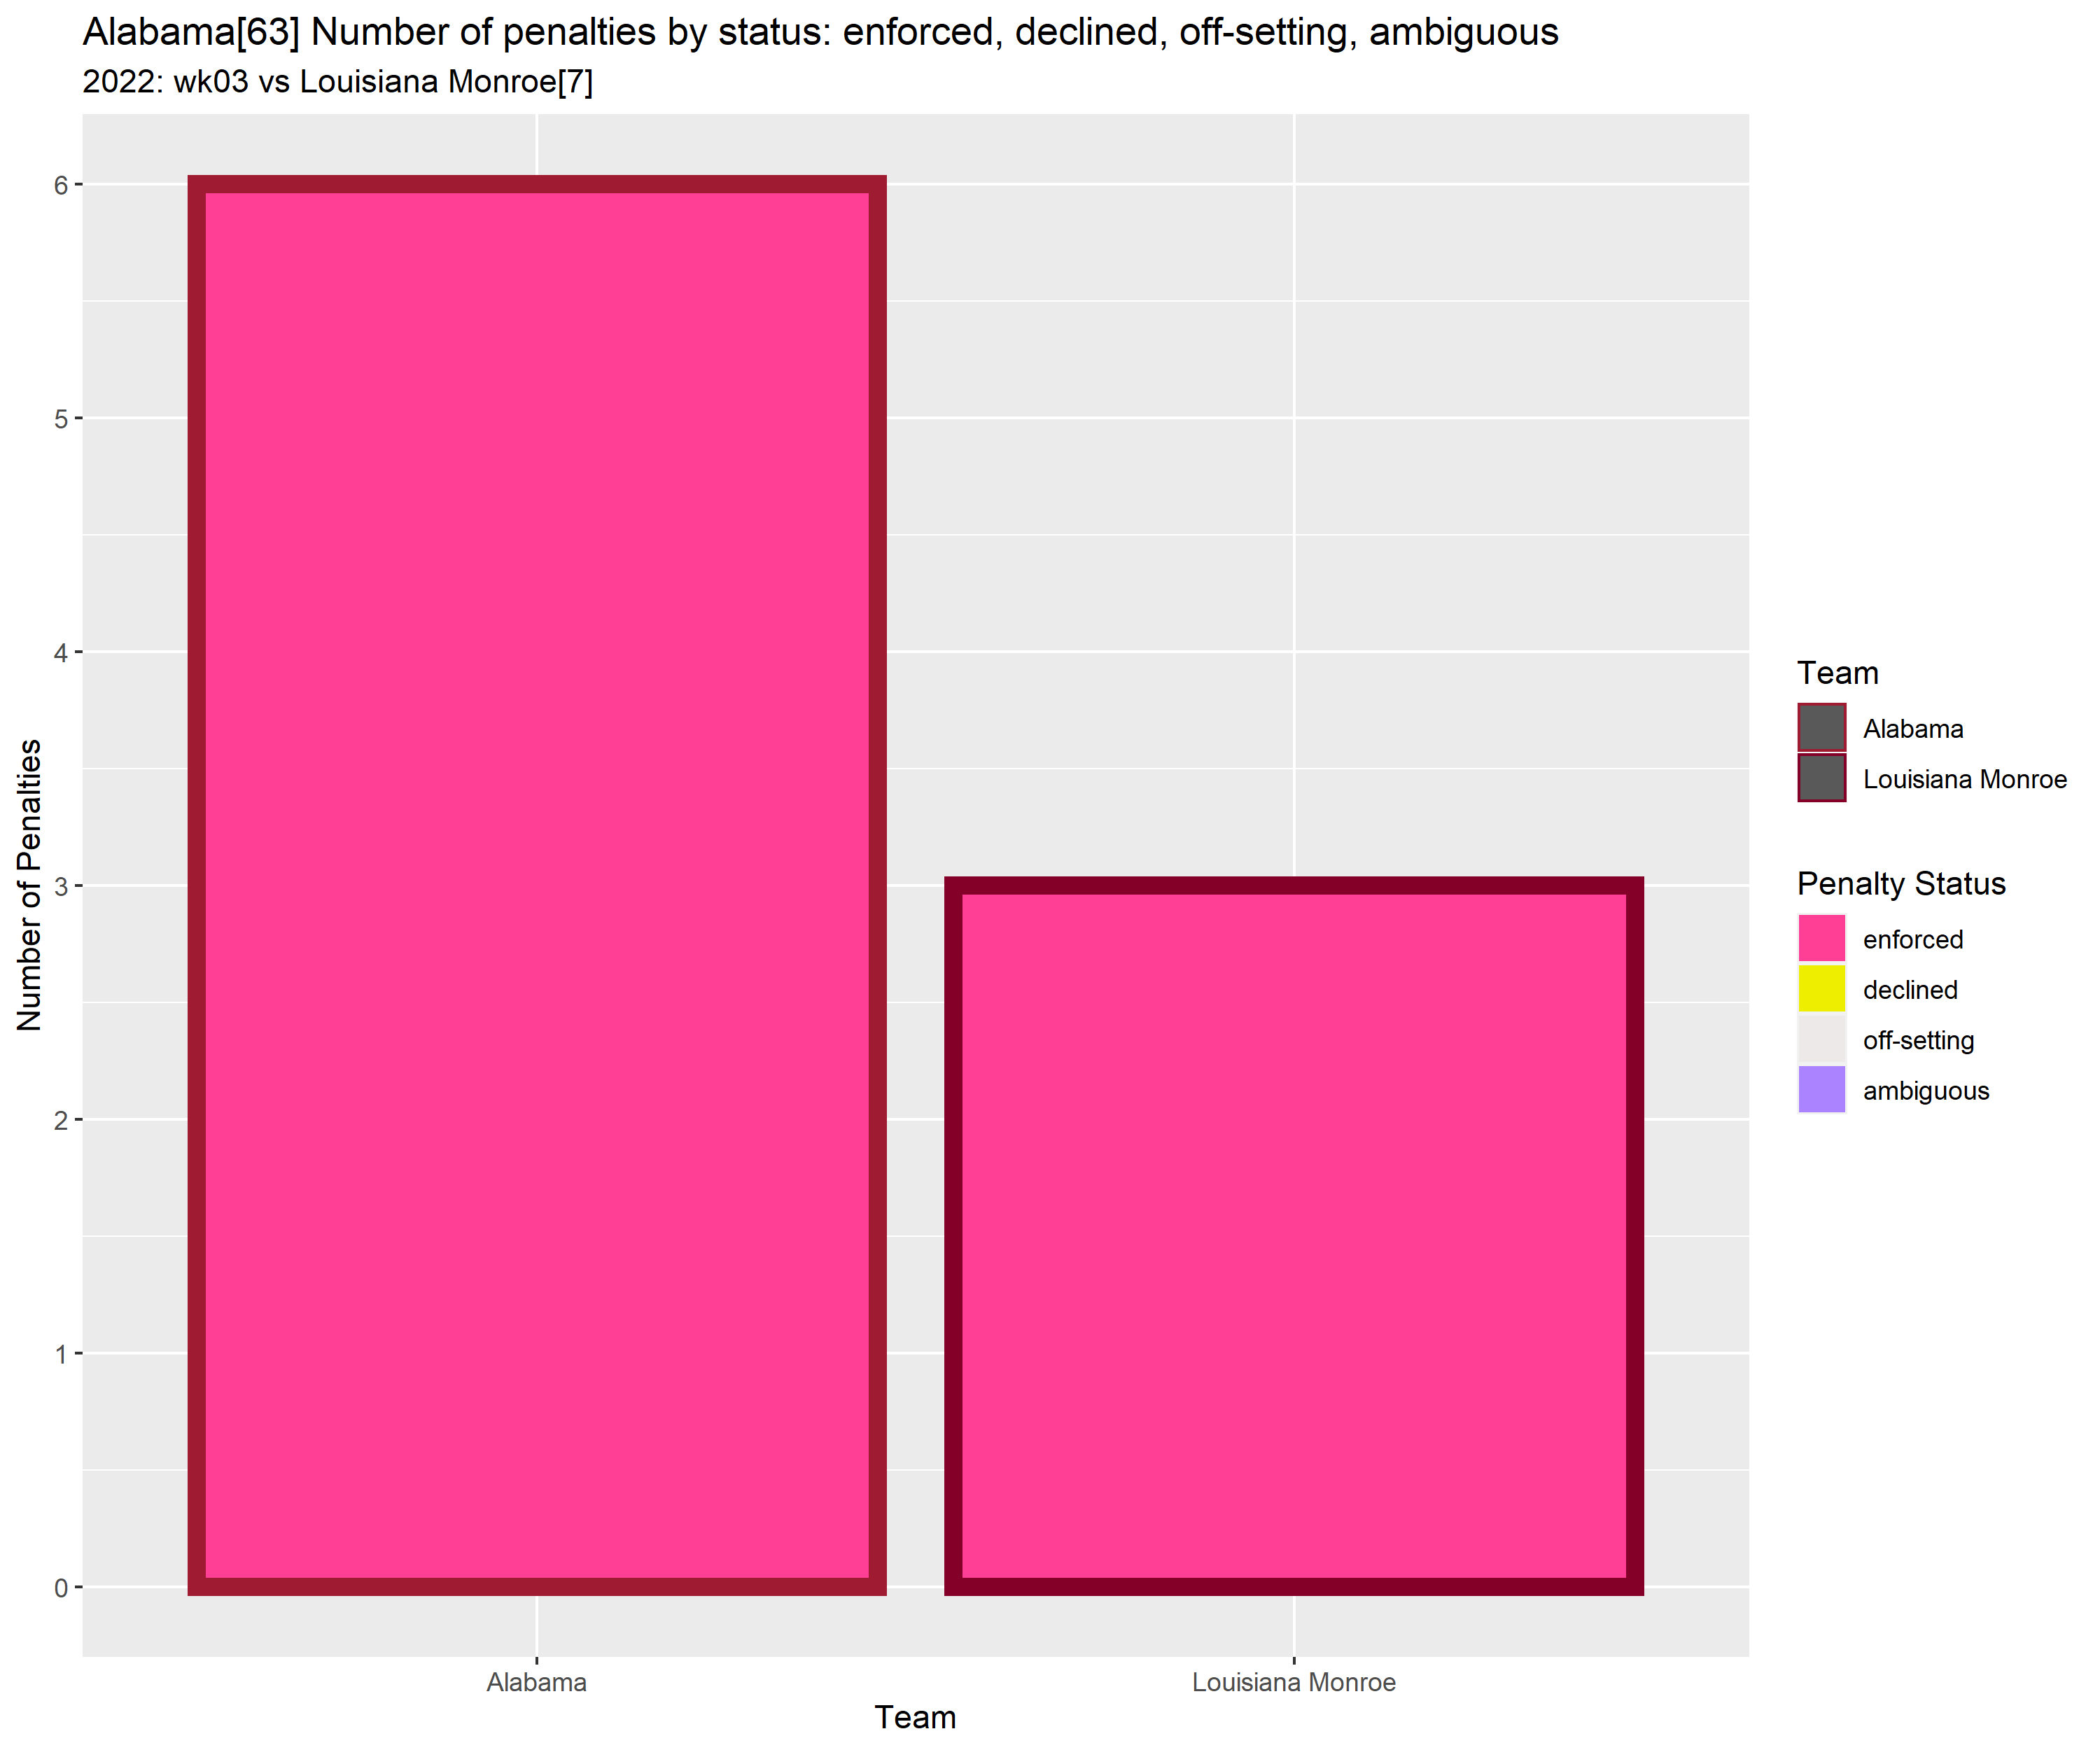 Alabama[63] Number of penalties by status: enforced, declined, off-setting, ambiguous
2022: wk03 vs Louisiana Monroe[7]
Number of Penalties
6
5
4
3
2
1
0
Alabama
Louisiana Monroe
Team
Team
Alabama
Louisiana Monroe
Penalty Status
enforced
declined
off-setting
ambiguous